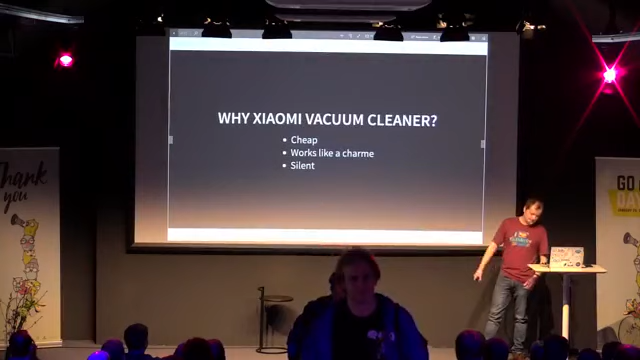 WHY XIAOMI VACUUM CLEANER?
Cheap
Works like a charme
Silent
Thank
you
GO